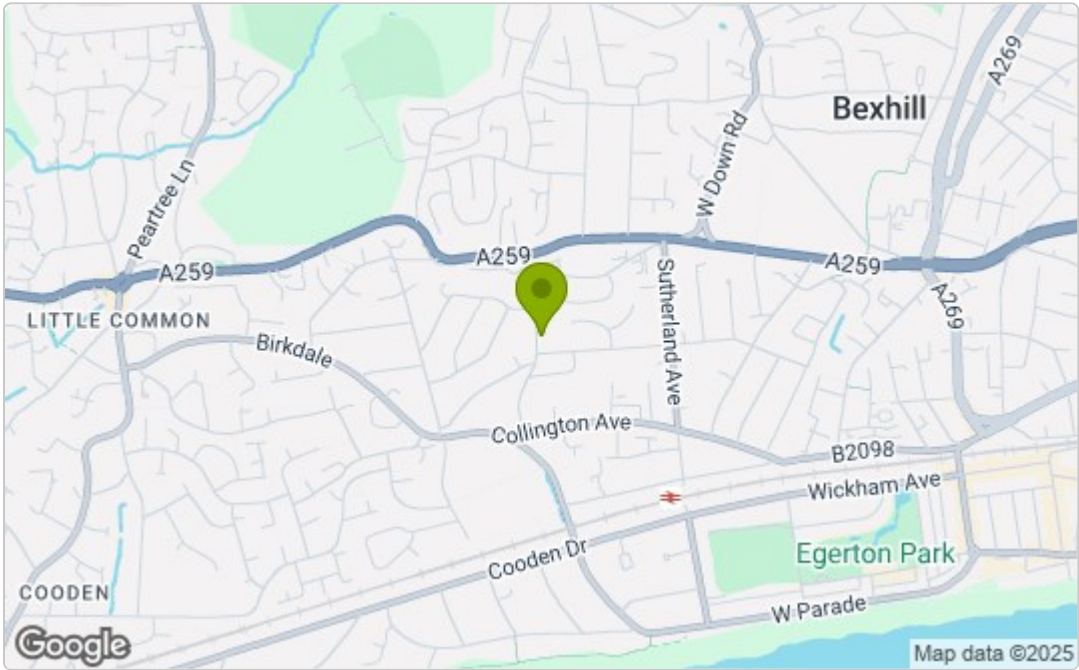 A269
Bexhill
W Down Rd
Peartree Ln
A259
A259
A259
Sutherland Ave
A269
LITTLE COMMON
Birkdale
Collington Ave
B2098
Wickham Ave
Cooden Dr
Egerton Park
COODEN
W Parade
Google
Map data ©2025